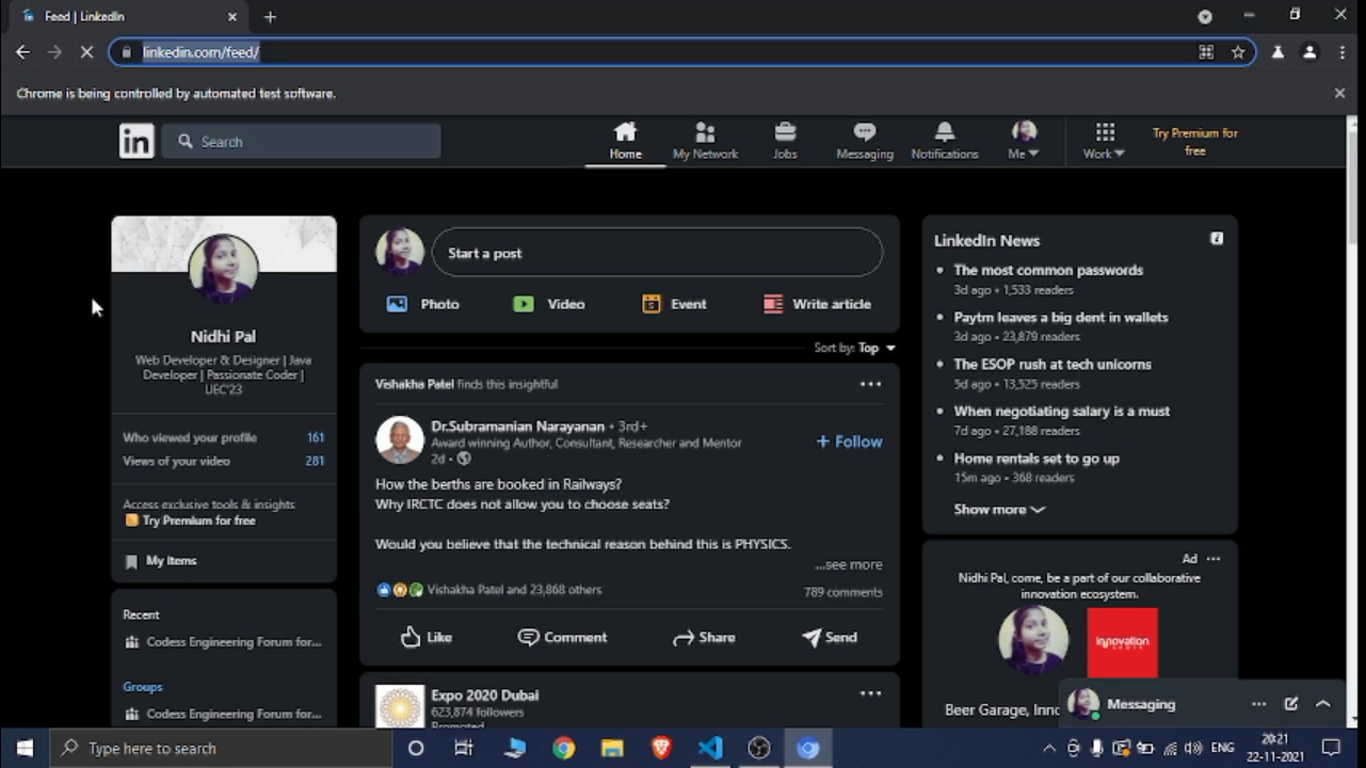 Feed | LinkedIn
linkedin.com/feed/
Chrome is being controlled by automated test software.
in
Search
Home
My Network
Jobs
Messaging
Notifications
Me
Work
Try Premium for
free
Nidhi Pal
Web Developer & Designer | Java
Developer | Passionate Coder |
UEC'23
Who viewed your profile 161
Views of your video 281
Access exclusive tools & insights
Try Premium for free
My Items
Recent
Codess Engineering Forum for...
Groups
Codess Engineering Forum for...
Start a post
Photo
Video
Event
Write article
Sort by: Top
Vishakha Patel finds this insightful
Dr.Subramanian Narayanan • 3rd+
Award winning Author, Consultant, Researcher and Mentor
2d •
+ Follow
How the berths are booked in Railways?
Why IRCTC does not allow you to choose seats?
Would you believe that the technical reason behind this is PHYSICS.
...see more
Vishakha Patel and 23,868 others
789 comments
Like
Comment
Share
Send
Expo 2020 Dubai
623,874 followers
Promoted
LinkedIn News
The most common passwords
3d ago • 1,533 readers
Paytm leaves a big dent in wallets
3d ago • 23,879 readers
The ESOP rush at tech unicorns
5d ago • 13,525 readers
When negotiating salary is a must
7d ago • 27,188 readers
Home rentals set to go up
15m ago • 368 readers
Show more
Ad
Nidhi Pal, come, be a part of our collaborative
innovation ecosystem.
innovation
Beer Garage, Inno
Messaging
Type here to search
ENG
20:21
22-11-2021